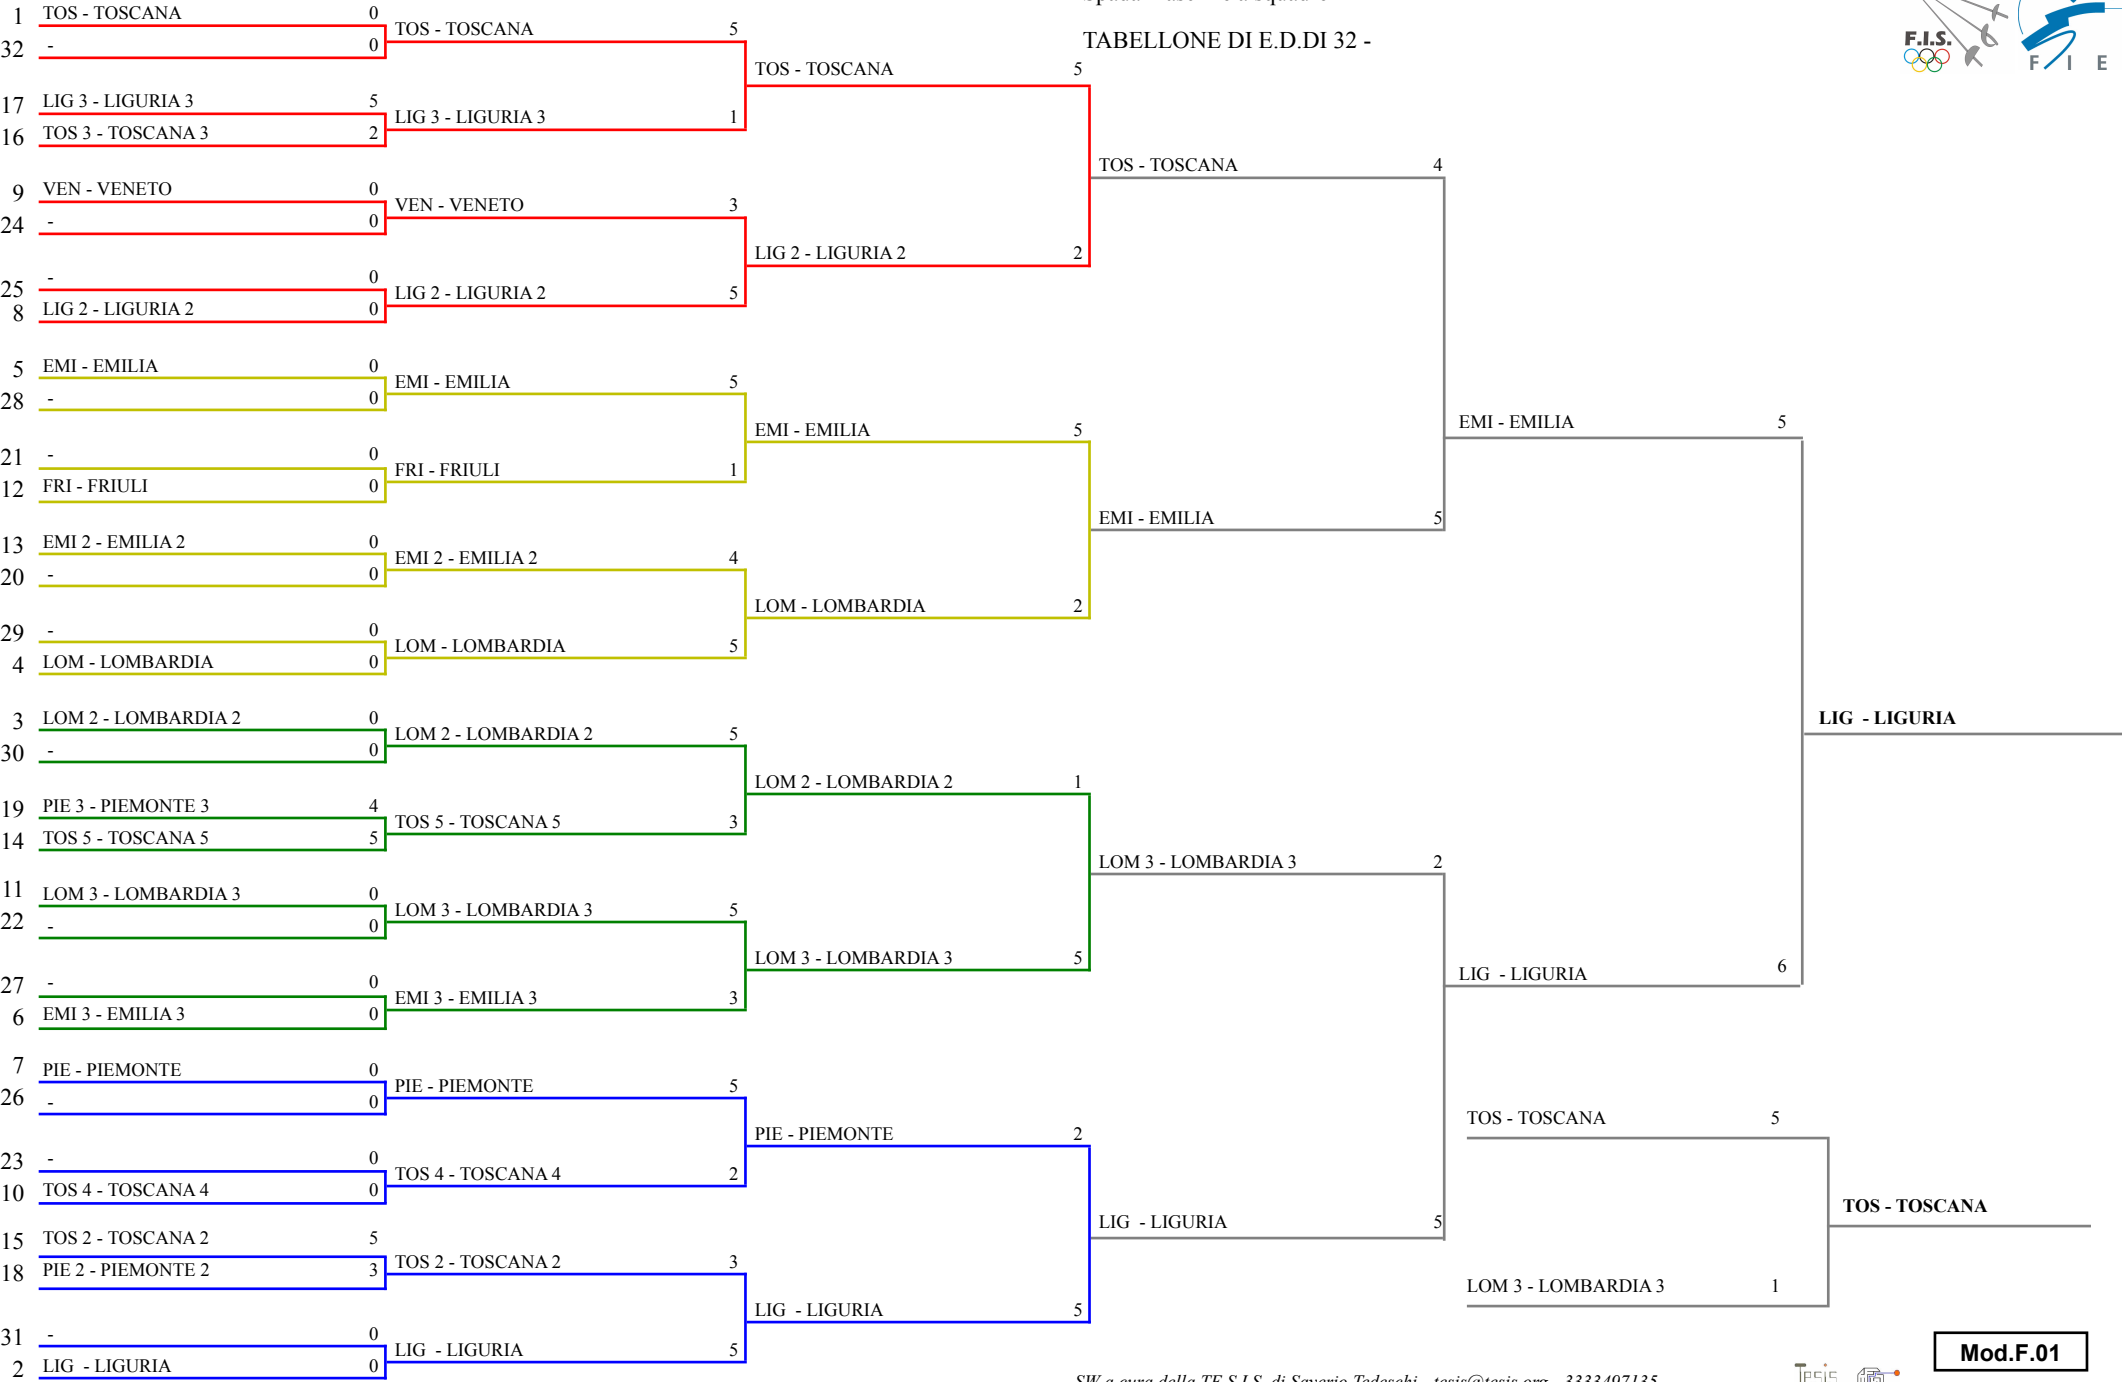 TABELLONE DI E.D.DI 32 -
F.I.S.
F I E
1 TOS - TOSCANA 0
32 - 0
17 LIG 3 - LIGURIA 3 5
16 TOS 3 - TOSCANA 3 2
9 VEN - VENETO 0
24 - 0
25 - 0
8 LIG 2 - LIGURIA 2 0
5 EMI - EMILIA 0
28 - 0
21 - 0
12 FRI - FRIULI 0
13 EMI 2 - EMILIA 2 0
20 - 0
29 - 0
4 LOM - LOMBARDIA 0
3 LOM 2 - LOMBARDIA 2 0
30 - 0
19 PIE 3 - PIEMONTE 3 4
14 TOS 5 - TOSCANA 5 5
11 LOM 3 - LOMBARDIA 3 0
22 - 0
27 - 0
6 EMI 3 - EMILIA 3 0
7 PIE - PIEMONTE 0
26 - 0
23 - 0
10 TOS 4 - TOSCANA 4 0
15 TOS 2 - TOSCANA 2 5
18 PIE 2 - PIEMONTE 2 3
31 - 0
2 LIG - LIGURIA 0
TOS - TOSCANA 5
LIG 3 - LIGURIA 3 1
VEN - VENETO 3
LIG 2 - LIGURIA 2 5
EMI - EMILIA 5
FRI - FRIULI 1
EMI 2 - EMILIA 2 4
LOM - LOMBARDIA 5
LOM 2 - LOMBARDIA 2 5
TOS 5 - TOSCANA 5 3
LOM 3 - LOMBARDIA 3 5
EMI 3 - EMILIA 3 3
PIE - PIEMONTE 5
TOS 4 - TOSCANA 4 2
TOS 2 - TOSCANA 2 3
LIG - LIGURIA 5
TOS - TOSCANA 5
LIG 2 - LIGURIA 2 2
EMI - EMILIA 5
LOM - LOMBARDIA 2
LOM 2 - LOMBARDIA 2 1
LOM 3 - LOMBARDIA 3 5
PIE - PIEMONTE 2
LIG - LIGURIA 5
TOS - TOSCANA 4
EMI - EMILIA 5
LOM 3 - LOMBARDIA 3 2
LIG - LIGURIA 5
EMI - EMILIA 5
LIG - LIGURIA 6
LIG - LIGURIA
TOS - TOSCANA 5
LOM 3 - LOMBARDIA 3 1
TOS - TOSCANA
Mod.F.01
SW a cura della TE.S.I.S. di Saverio Tedeschi - tesis@tesis.org - 3333497135
Tesis